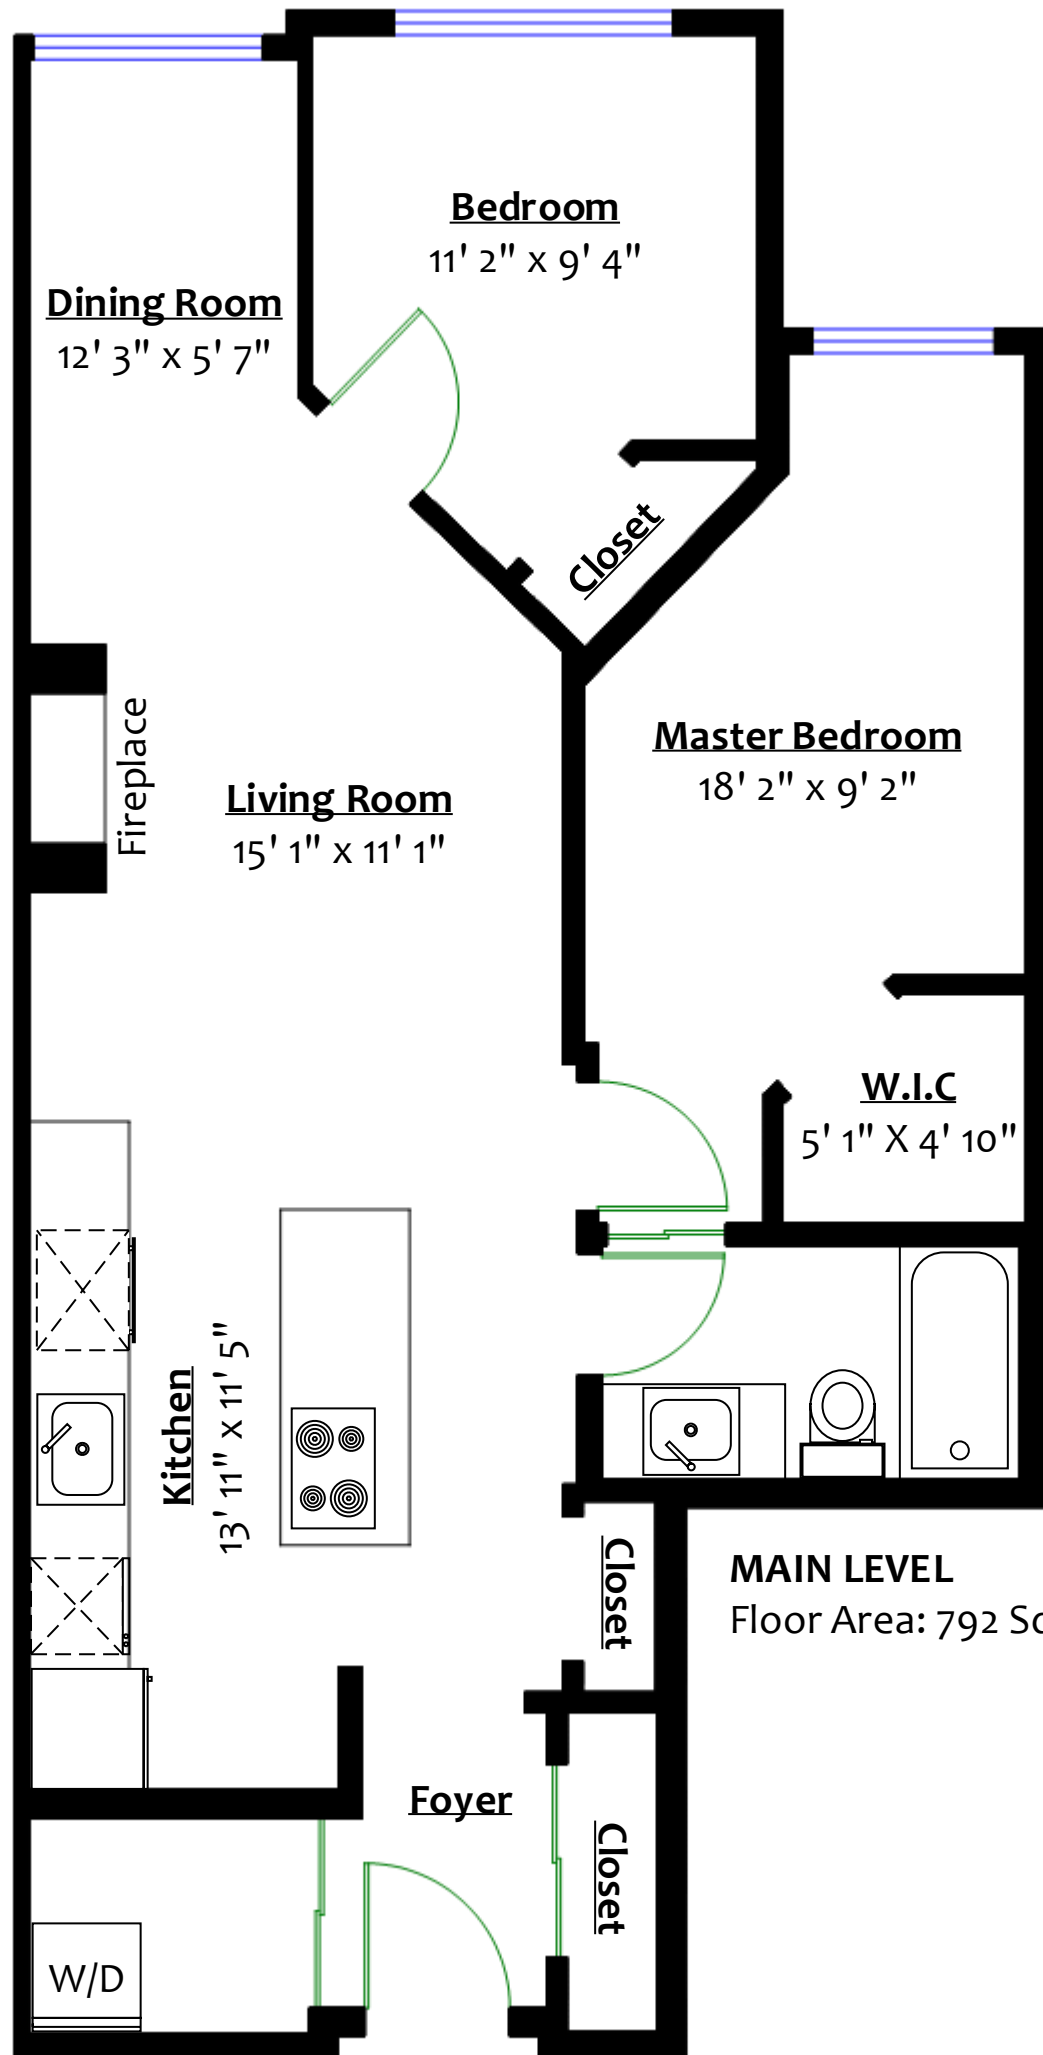 Bedroom
11' 2" x 9' 4"
Dining Room
12' 3" x 5' 7"
Closet
Master Bedroom
18' 2" x 9' 2"
Fireplace
Living Room
15' 1" x 11' 1"
W.I.C
5' 1" X 4' 10"
Kitchen
13' 11" x 11' 5"
Closet
MAIN LEVEL
Floor Area: 792
Foyer
Closet
W/D